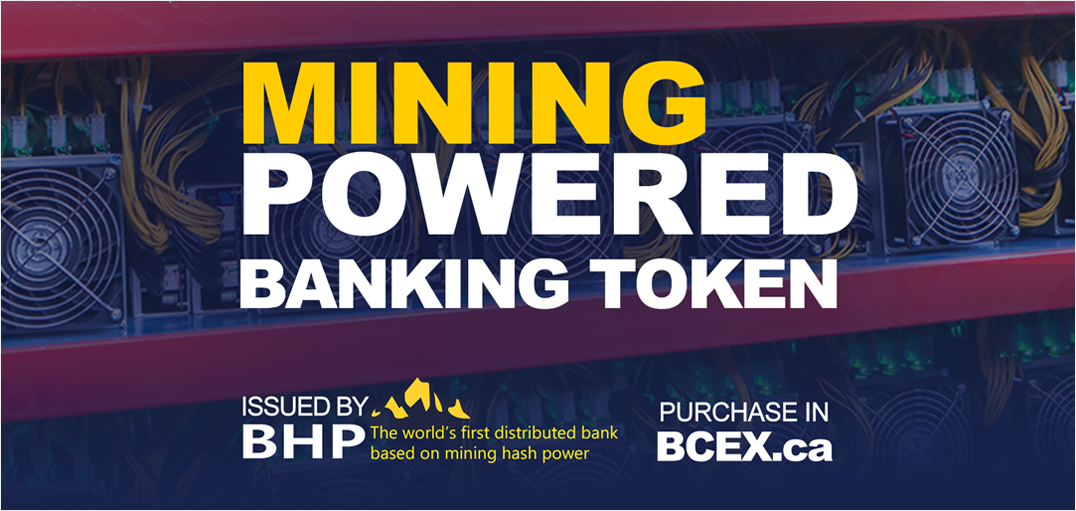 MINING
POWERED
BANKING TOKEN
ISSUED BY
BHP
The world's first distributed bank
based on mining hash power
PURCHASE IN
BCEX.ca